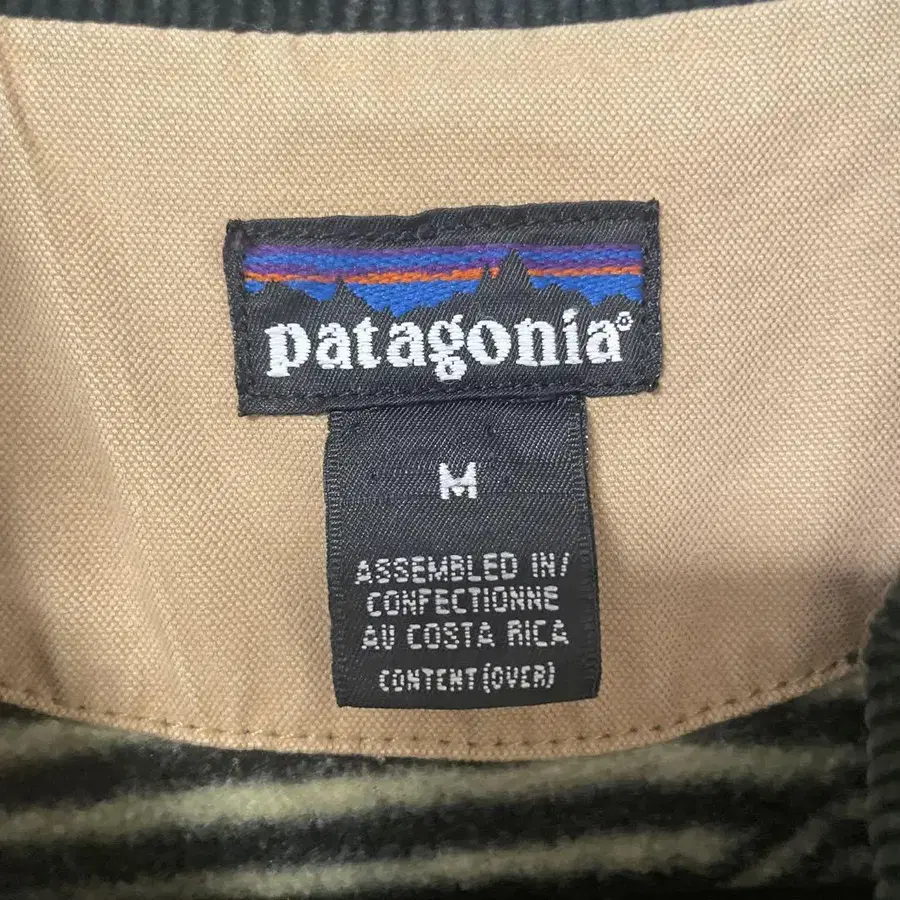 patagonia®
M
ASSEMBLED IN/
CONFECTIONNE
AU COSTA RICA
CONTENT (OVER)